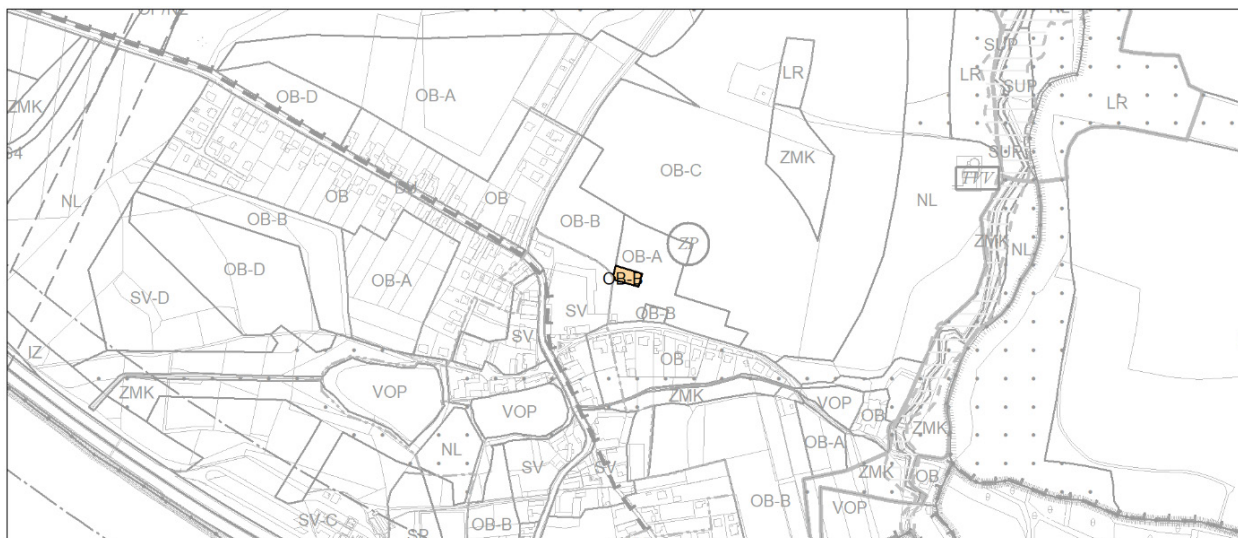 SUP
LR
LR
SUP
OB-D
OB-A
LR
ZMK
SUP
OB-C
ZMK
NL
OB
OB
NL
OB-B
OB-B
OB-A
ZP
ZMK
NL
OB-D
OB-A
OB-B
SV-D
SV
OB-B
SV
IZ
OB
ZMK
VOP
VOP
ZMK
VOP
OB
ZMK
NL
SV
SV
OB-A
ZMK
OB
OB-B
VOP
SV-C
SP
OB-B